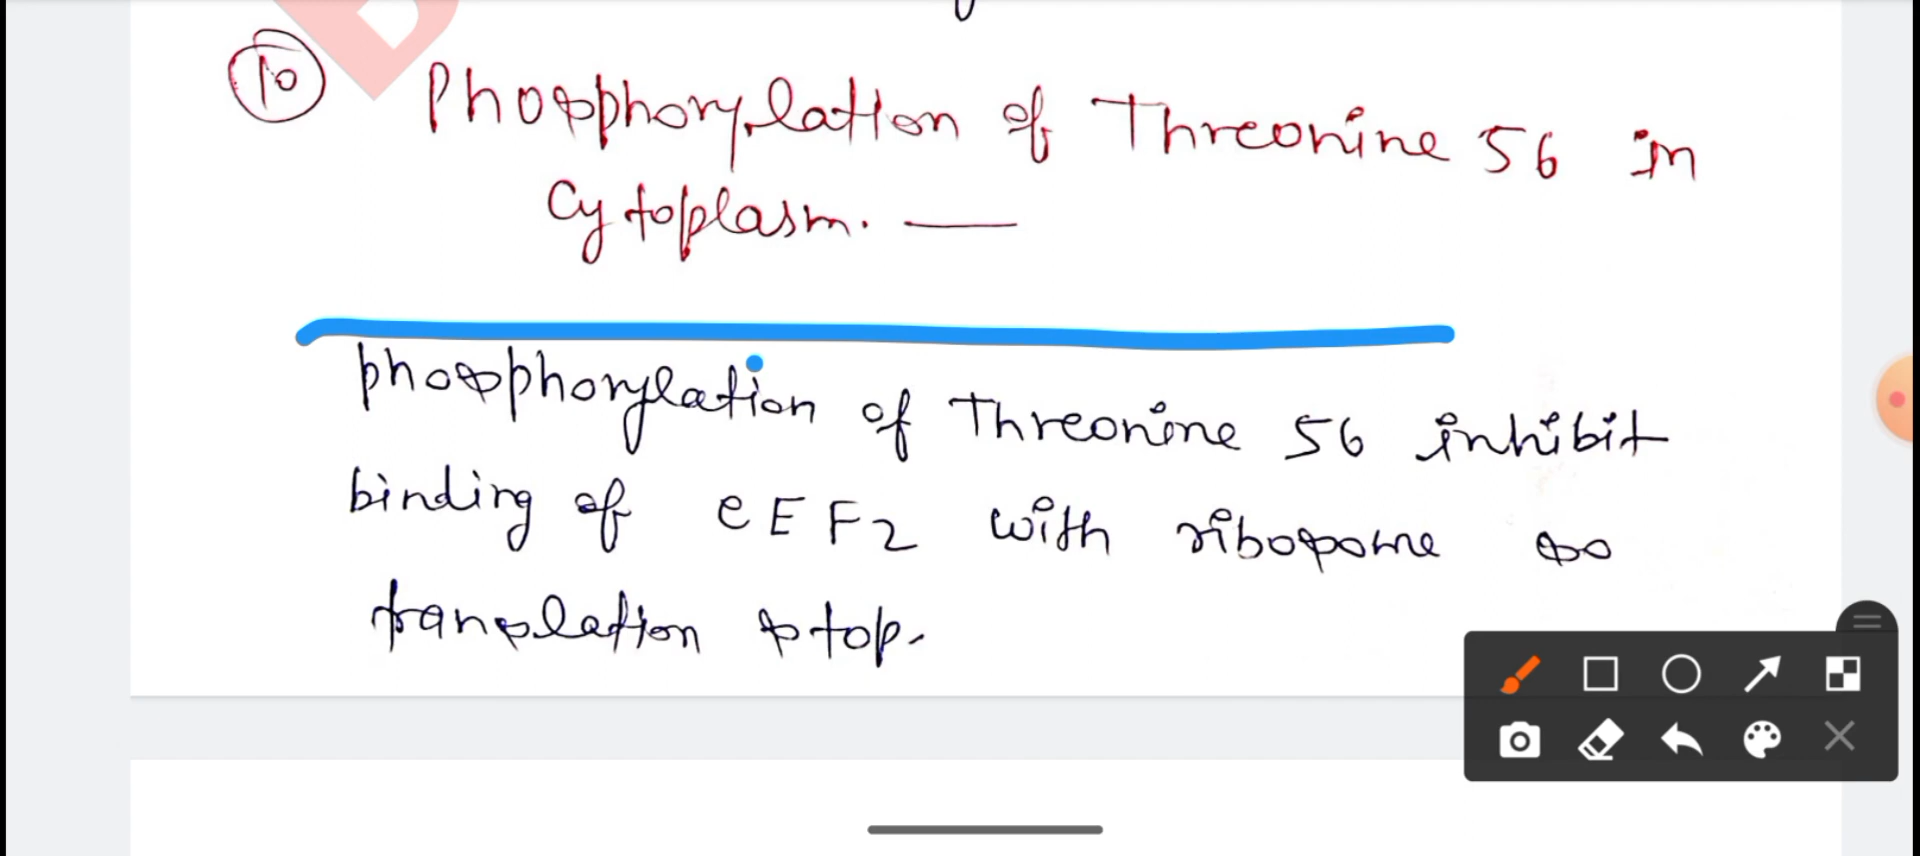 10 Phosphorylation of Threonine 56 in
Cytoplasm. —
phosphorylation of Threonine 56 inhibit
binding of eEF2 with ribosome so
translation stop.